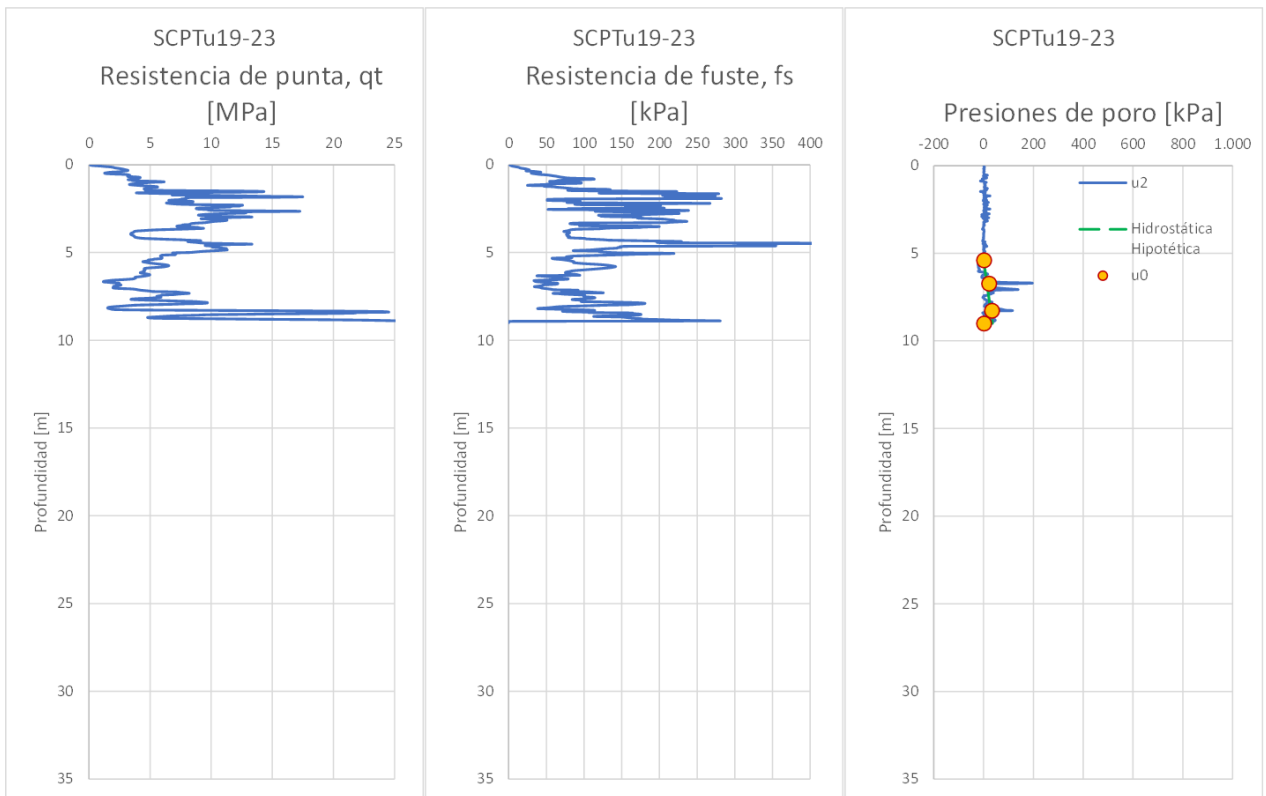 SCPTu19-23
Resistencia de punta, qt
[MPa]
0 5 10 15 20 25
0
5
10
15
20
25
30
35
Profundidad [m]
SCPTu19-23
Resistencia de fuste, fs
[kPa]
0 50 100 150 200 250 300 350 400
0
5
10
15
20
25
30
35
Profundidad [m]
SCPTu19-23
Presiones de poro [kPa]
-200 0 200 400 600 800 1.000
0
5
10
15
20
25
30
35
Profundidad [m]
u2
Hidrostática
Hipotética
u0